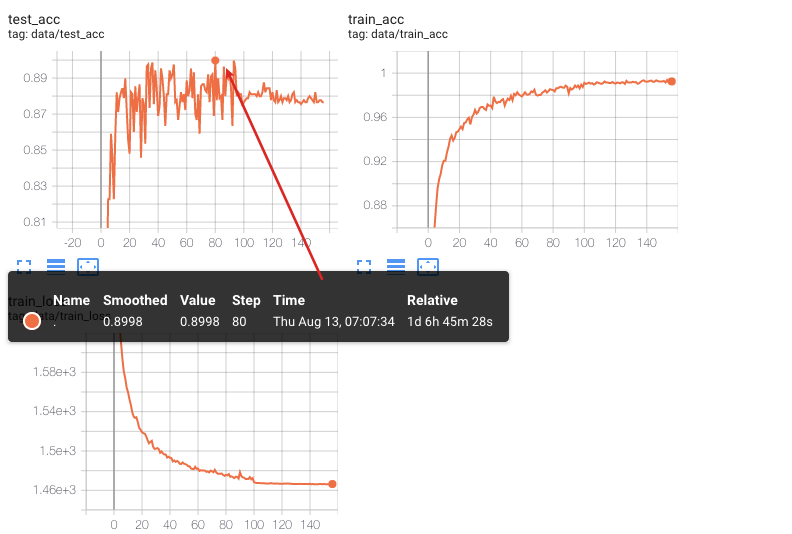 test_acc
tag: data/test_acc
0.89
0.87
0.85
0.83
0.81
-20 0 20 40 60 80 100 120 140
train_acc
tag: data/train_acc
1
0.96
0.92
0.88
0 20 40 60 80 100 120 140
train_lo
tag: data/train_loss
Name Smoothed Value Step Time Relative
. 0.8998 0.8998 80 Thu Aug 13, 07:07:34 1d 6h 45m 28s
1.58e+3
1.54e+3
1.5e+3
1.46e+3
0 20 40 60 80 100 120 140